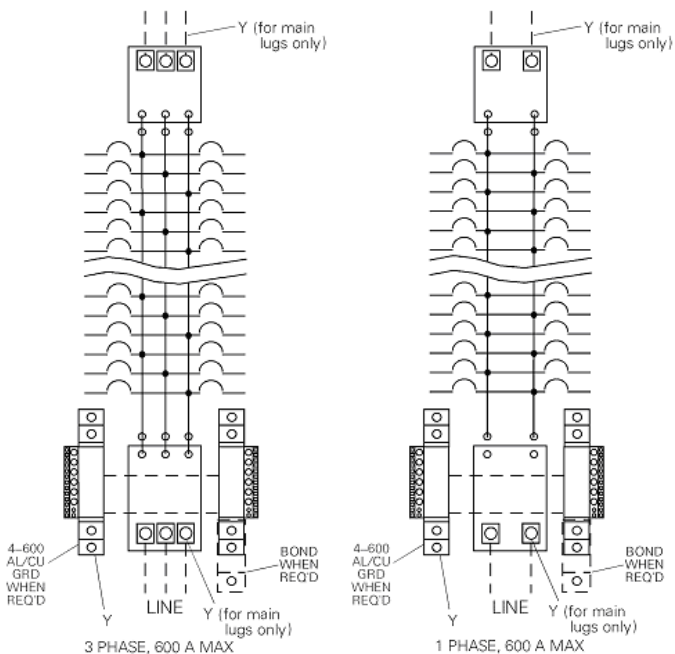 Y (for main
lugs only)
Y (for main
lugs only)
4–600
AL/CU
GRD
WHEN
REQ'D
Y
LINE
Y (for main
lugs only)
BOND
WHEN
REQ'D
3 PHASE, 600 A MAX
4–600
AL/CU
GRD
WHEN
REQ'D
Y
LINE
Y (for main
lugs only)
BOND
WHEN
REQ'D
1 PHASE, 600 A MAX